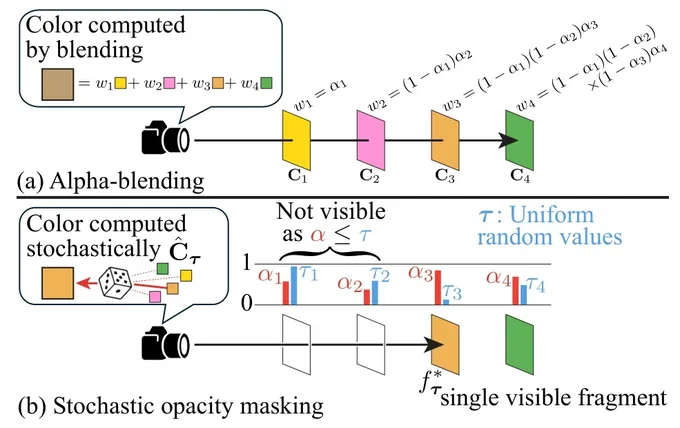 Color computed
by blending
= w₁ + w₂ + w₃ + w₄
w₁ = α₁
w₂ = (1 − α₁)α₂
w₃ = (1 − α₁)(1 − α₂)α₃
w₄ = (1 − α₁)(1 − α₂)
×(1 − α₃)α₄
C₁ C₂ C₃ C₄
(a) Alpha-blending
Color computed
stochastically Ĉ_τ
Not visible
as α ≤ τ
τ : Uniform
random values
1
α₁ τ₁ α₂ τ₂ α₃ τ₃ α₄ τ₄
0
f*_τ single visible fragment
(b) Stochastic opacity masking